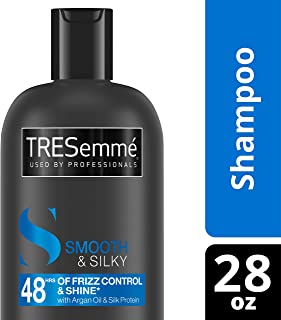 TRESemmé
USED BY PROFESSIONALS
SMOOTH
& SILKY
48 HRS OF FRIZZ CONTROL
& SHINE*
with Argan Oil & Silk Protein
Shampoo
28
oz